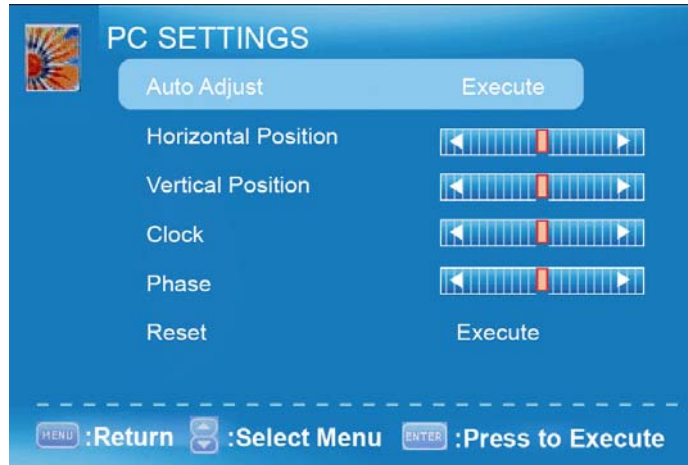 PC SETTINGS
Auto Adjust Execute
Horizontal Position
Vertical Position
Clock
Phase
Reset Execute
MENU :Return :Select Menu ENTER :Press to Execute